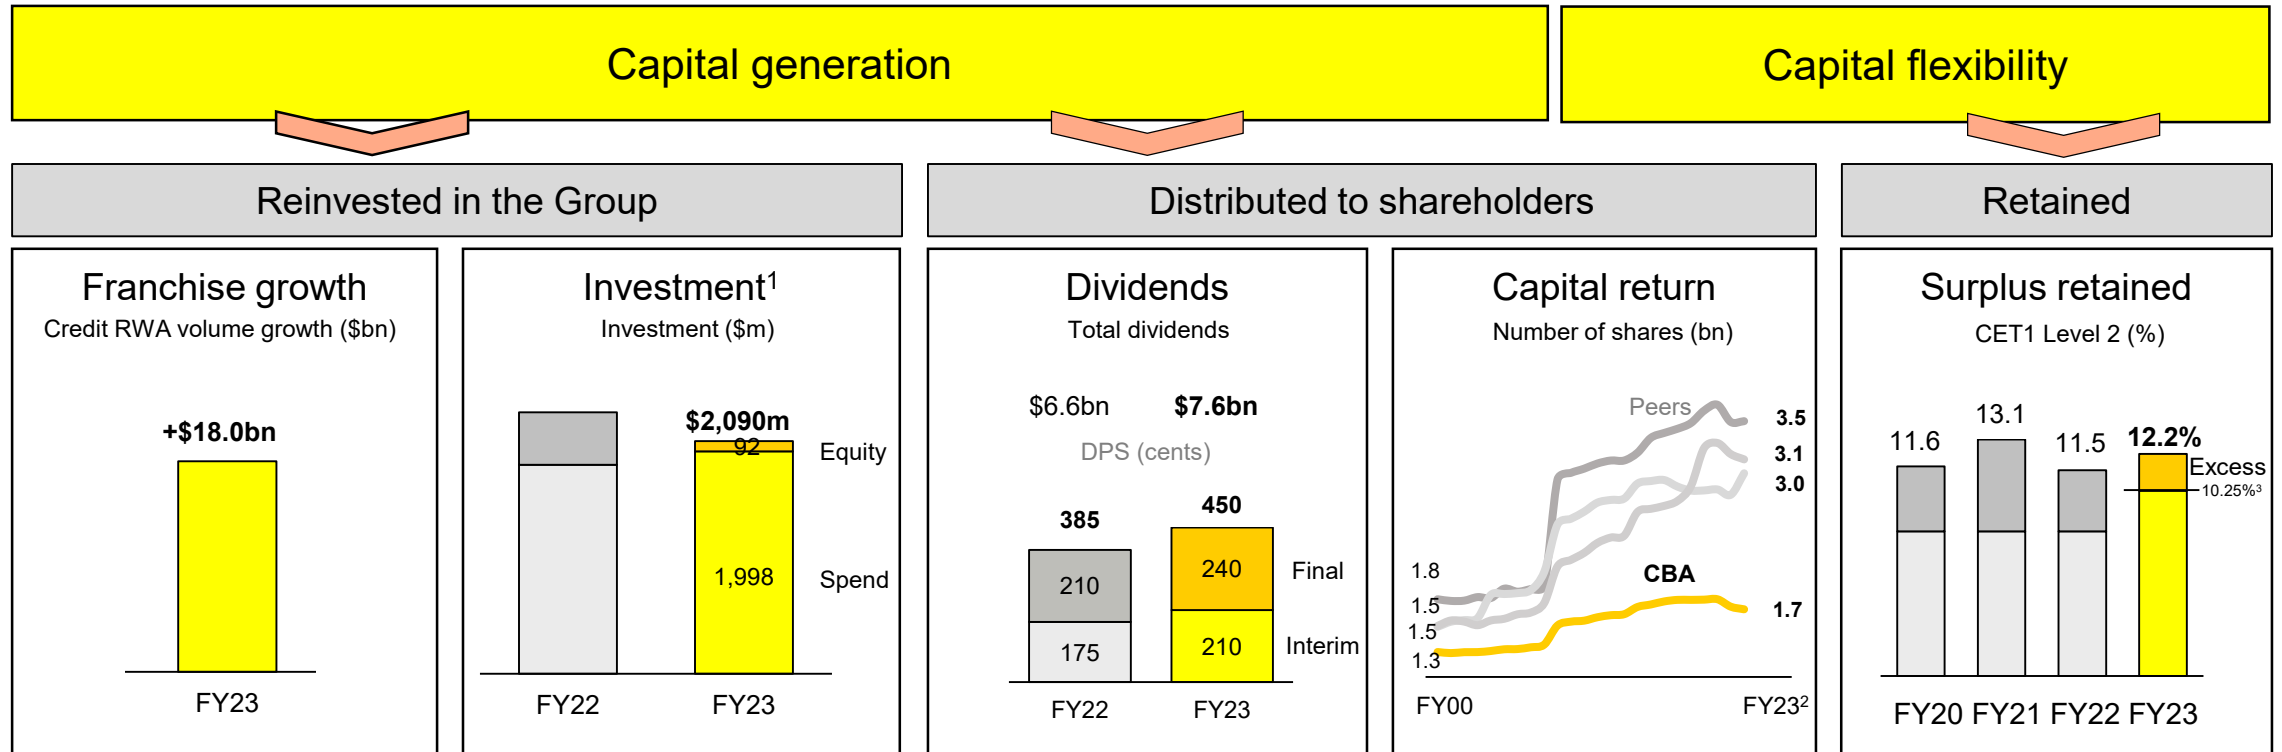 Capital generation
Capital flexibility
Reinvested in the Group
Distributed to shareholders
Retained
Franchise growth
Credit RWA volume growth ($bn)
+$18.0bn
FY23
Investment¹
Investment ($m)
$2,090m
92
Equity
1,998
Spend
FY22
FY23
Dividends
Total dividends
$6.6bn
$7.6bn
DPS (cents)
385
450
210
240
Final
175
210
Interim
FY22
FY23
Capital return
Number of shares (bn)
Peers
3.5
3.1
3.0
CBA
1.8
1.5
1.5
1.3
1.7
FY00
FY23²
Surplus retained
CET1 Level 2 (%)
11.6
13.1
11.5
12.2%
Excess
10.25%³
FY20 FY21 FY22 FY23